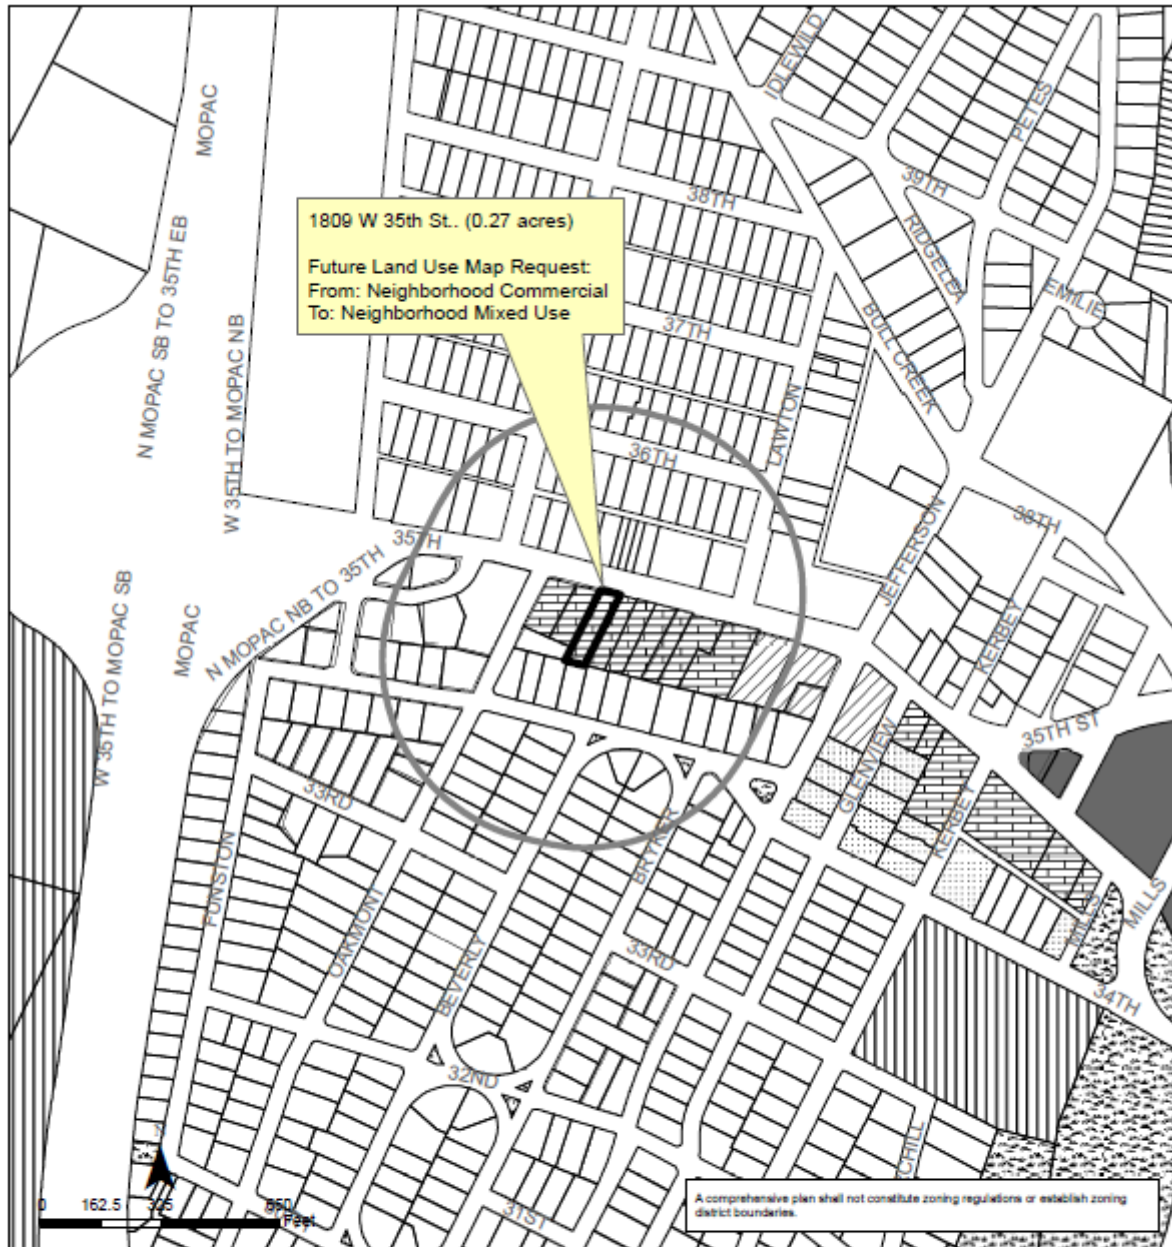 IDLEWILD
MOPAC
PETES
39TH
38TH
1809 W 35th St.. (0.27 acres)
Future Land Use Map Request:
From: Neighborhood Commercial
To: Neighborhood Mixed Use
RIDGELEA
N MOPAC SB TO 35TH EB
EMILIE
37TH
BULL CREEK
W 35TH TO MOPAC NB
LAWTON
36TH
35TH
38TH
JEFFERSON
N MOPAC NB TO 35TH
KERBEY
MOPAC
W 35TH TO MOPAC SB
35TH ST
GLENVIEW
33RD
KERBEY
BRYKER
FUNSTON
MILLS
MILLS
OAKMONT
BEVERLY
33RD
34TH
32ND
CHILL
N
0 162.5 325 650
Feet
31ST
A comprehensive plan shall not constitute zoning regulations or establish zoning
district boundaries.